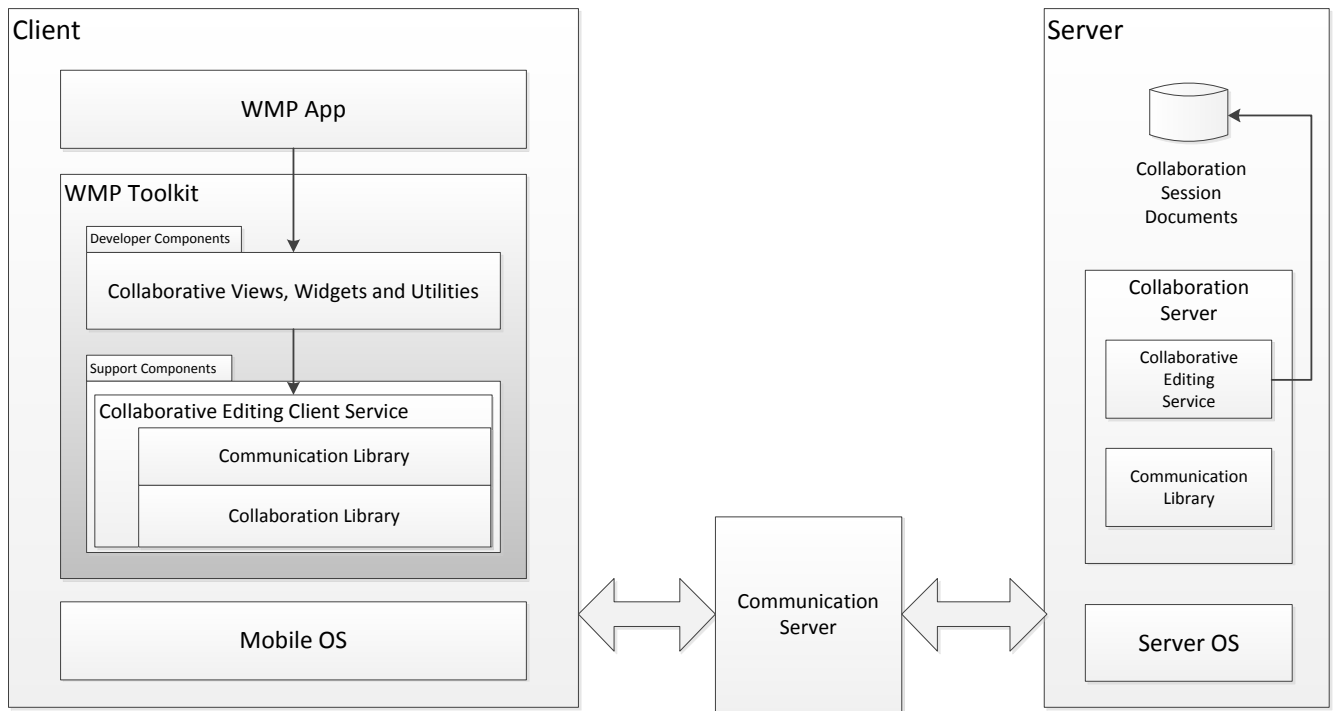 Client
WMP App
WMP Toolkit
Developer Components
Collaborative Views, Widgets and Utilities
Support Components
Collaborative Editing Client Service
Communication Library
Collaboration Library
Mobile OS
Communication
Server
Server
Collaboration
Session
Documents
Collaboration
Server
Collaborative
Editing
Service
Communication
Library
Server OS